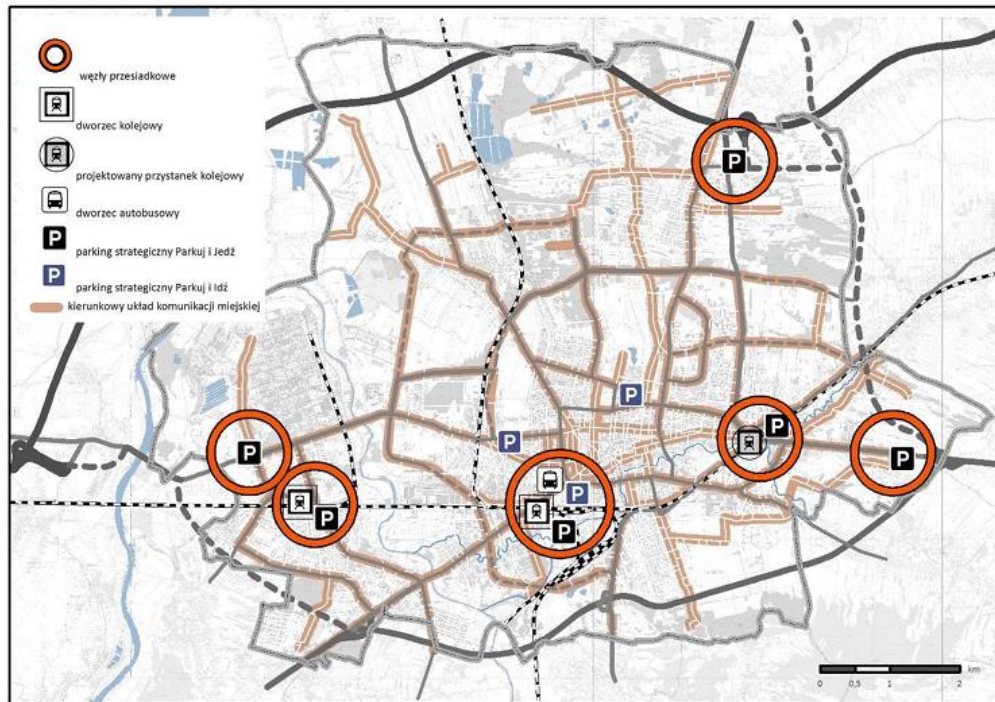 węzły przesiadkowe
dworzec kolejowy
projektowany przystanek kolejowy
dworzec autobusowy
P parking strategiczny Parkuj i Jedź
P parking strategiczny Parkuj i Idź
kierunkowy układ komunikacji miejskiej
P
P
P
P
P
P
P
P
P
km
0 0,5 1 2